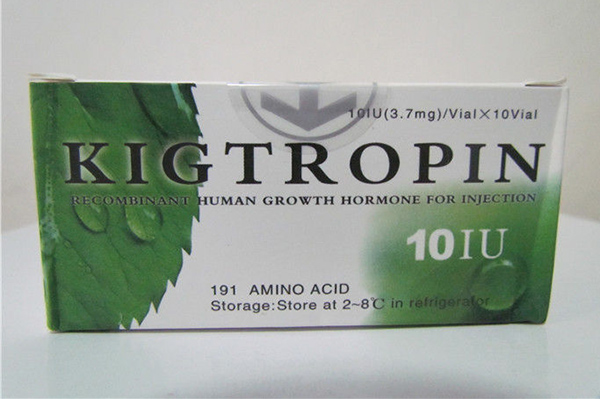 10IU(3.7mg)/Vial×10Vial
KIGTROPIN
RECOMBINANT HUMAN GROWTH HORMONE FOR INJECTION
10IU
191 AMINO ACID
Storage:Store at 2~8℃ in refrigerator